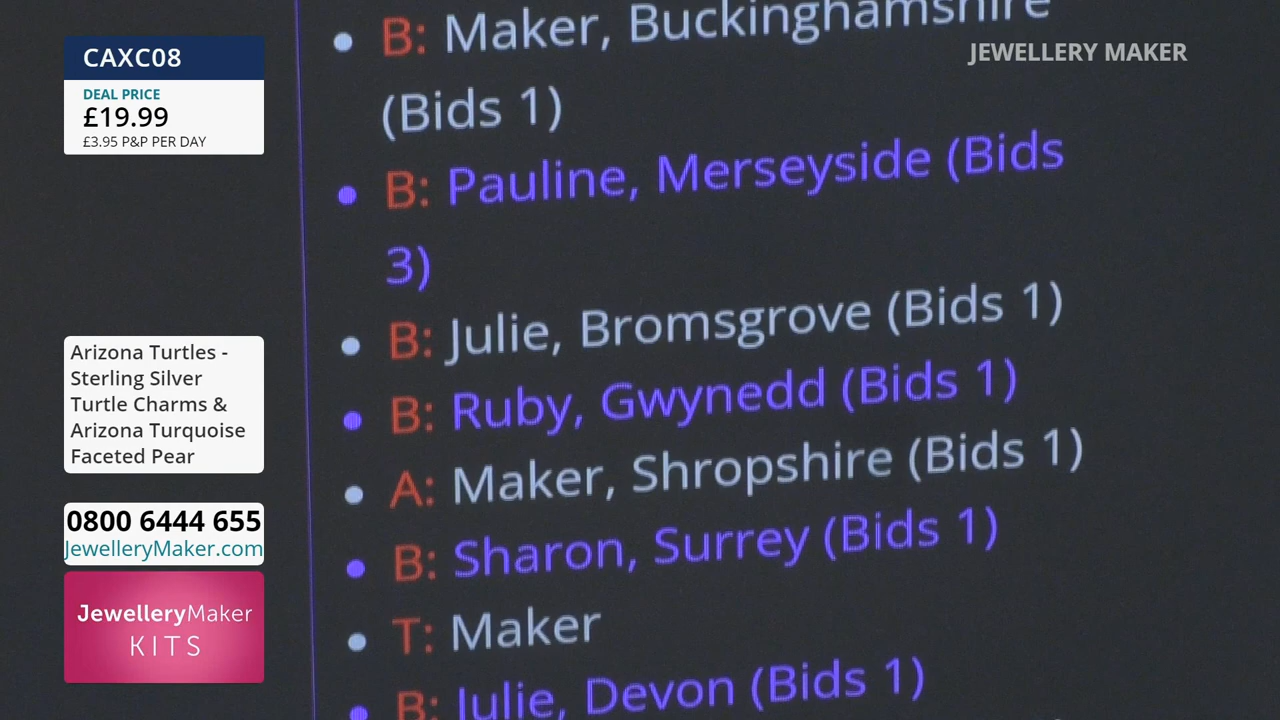 CAXC08
DEAL PRICE
£19.99
£3.95 P&P PER DAY
Arizona Turtles -
Sterling Silver
Turtle Charms &
Arizona Turquoise
Faceted Pear
0800 6444 655
JewelleryMaker.com
JewelleryMaker
KITS
JEWELLERY MAKER
B: Maker, Buckinghamshire
(Bids 1)
B: Pauline, Merseyside (Bids
3)
B: Julie, Bromsgrove (Bids 1)
B: Ruby, Gwynedd (Bids 1)
A: Maker, Shropshire (Bids 1)
B: Sharon, Surrey (Bids 1)
T: Maker
B: Julie, Devon (Bids 1)